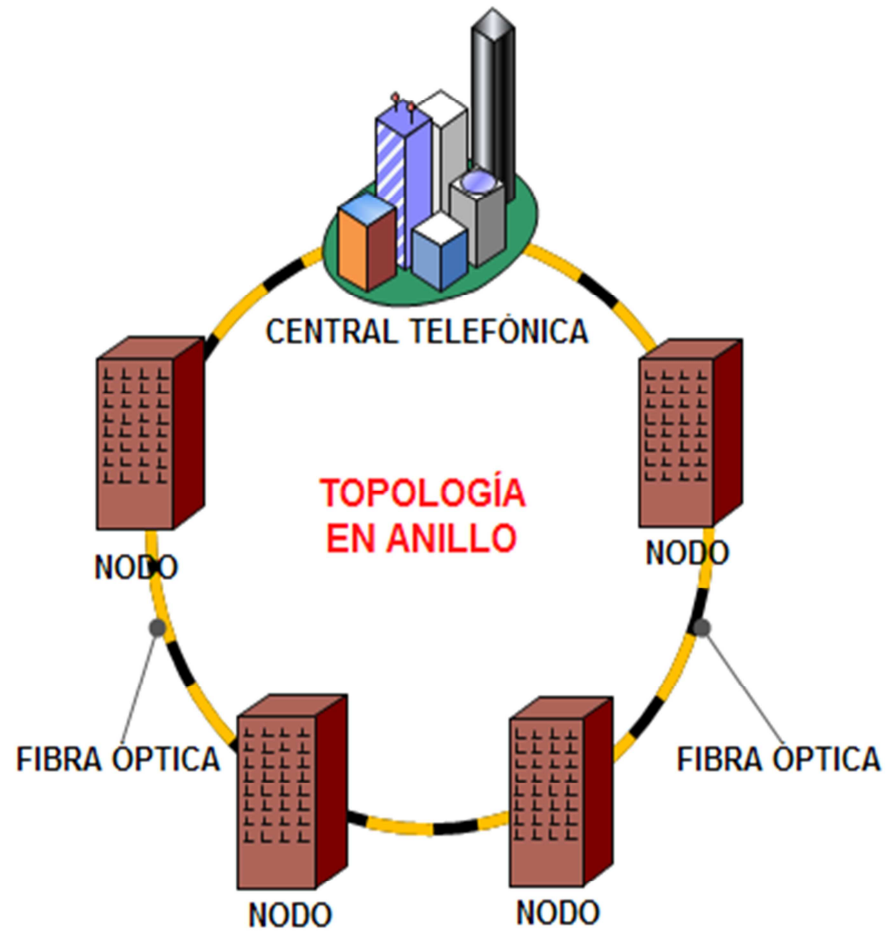 CENTRAL TELEFÓNICA
TOPOLOGÍA
EN ANILLO
NODO
NODO
FIBRA ÓPTICA
FIBRA ÓPTICA
NODO
NODO